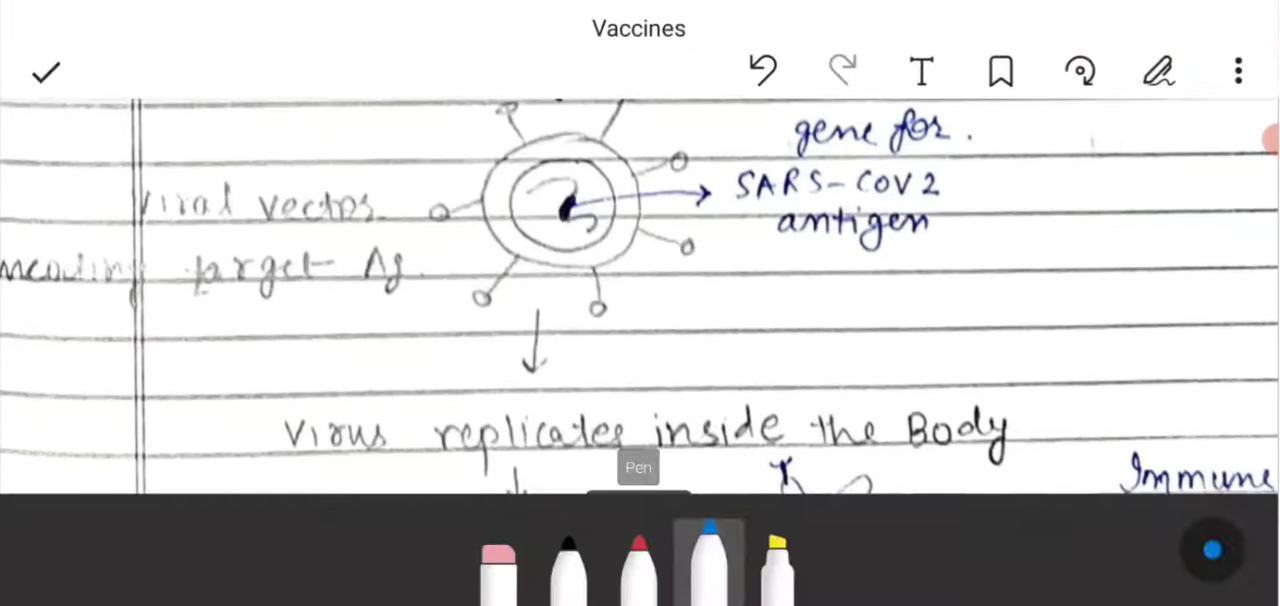 Vaccines
T
gene for.
SARS-COV 2
antigen
Viral vector
target Ag.
Virus replicates inside the Body
Pen
Immune